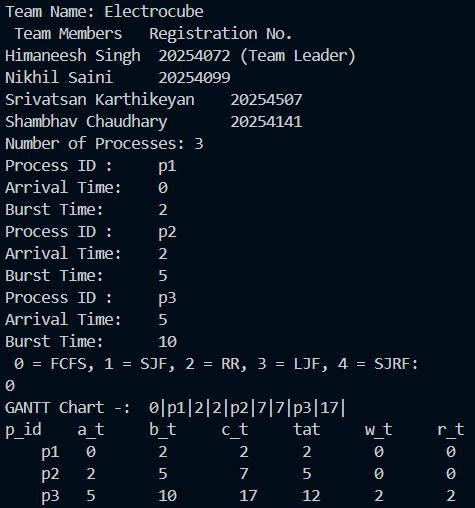 Team Name: Electrocube
Team Members   Registration No.
Himaneesh Singh  20254072 (Team Leader)
Nikhil Saini     20254099
Srivatsan Karthikeyan    20254507
Shambhav Chaudhary       20254141
Number of Processes: 3
Process ID :     p1
Arrival Time:    0
Burst Time:      2
Process ID :     p2
Arrival Time:    2
Burst Time:      5
Process ID :     p3
Arrival Time:    5
Burst Time:      10
0 = FCFS, 1 = SJF, 2 = RR, 3 = LJF, 4 = SJRF:
0
GANTT Chart -:  0|p1|2|2|p2|7|7|p3|17|
p_id    a_t     b_t     c_t     tat     w_t     r_t
p1   0       2       2       2       0       0
p2   2       5       7       5       0       0
p3   5       10      17      12      2       2